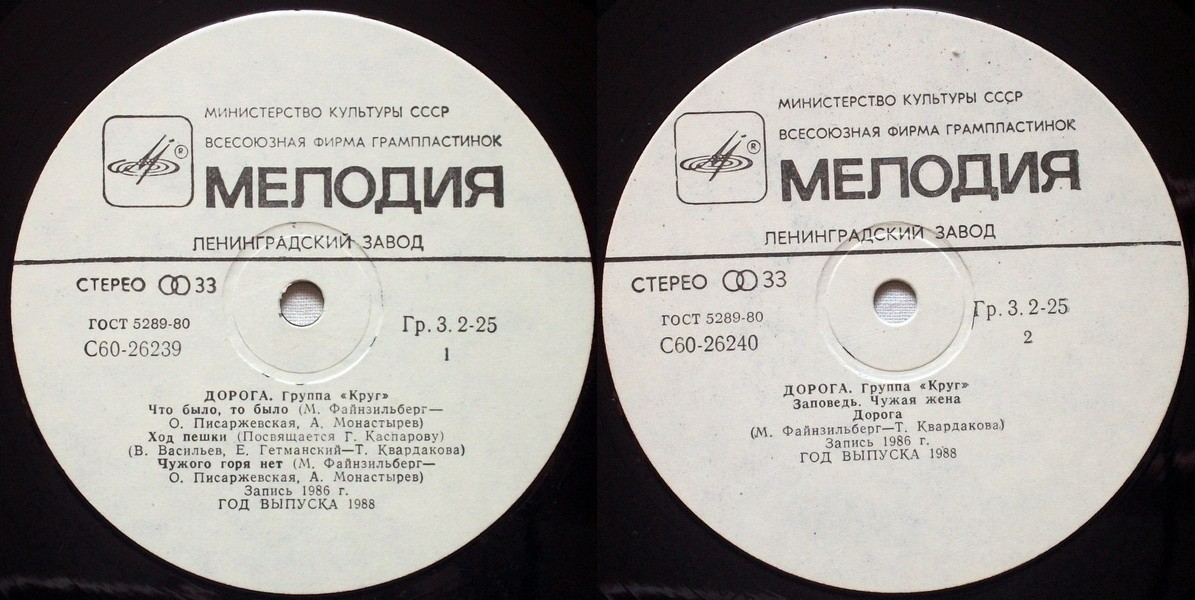 МИНИСТЕРСТВО КУЛЬТУРЫ СССР
ВСЕСОЮЗНАЯ ФИРМА ГРАМПЛАСТИНОК
®
МЕЛОДИЯ
ЛЕНИНГРАДСКИЙ ЗАВОД
СТЕРЕО 33
ГОСТ 5289-80
С60-26239
Гр. 3. 2-25
1
ДОРОГА. Группа «Круг»
Что было, то было (М. Файнзильберг—
О. Писаржевская, А. Монастырев)
Ход пешки (Посвящается Г. Каспарову)
(В. Васильев, Е. Гетманский—Т. Квардакова)
Чужого горя нет (М. Файнзильберг—
О. Писаржевская, А. Монастырев)
Запись 1986 г.
ГОД ВЫПУСКА 1988
МИНИСТЕРСТВО КУЛЬТУРЫ СССР
ВСЕСОЮЗНАЯ ФИРМА ГРАМПЛАСТИНОК
®
МЕЛОДИЯ
ЛЕНИНГРАДСКИЙ ЗАВОД
СТЕРЕО 33
ГОСТ 5289-80
С60-26240
Гр. 3. 2-25
2
ДОРОГА. Группа «Круг»
Заповедь. Чужая жена
Дорога
(М. Файнзильберг—Т. Квардакова)
Запись 1986 г.
ГОД ВЫПУСКА 1988